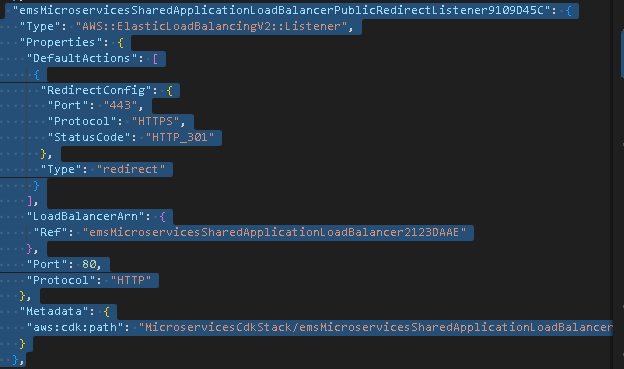 "emsMicroservicesSharedApplicationLoadBalancerPublicRedirectListener9109D45C": {
"Type": "AWS::ElasticLoadBalancingV2::Listener",
"Properties": {
"DefaultActions": [
{
"RedirectConfig": {
"Port": "443",
"Protocol": "HTTPS",
"StatusCode": "HTTP_301"
},
"Type": "redirect"
}
],
"LoadBalancerArn": {
"Ref": "emsMicroservicesSharedApplicationLoadBalancer2123DAAE"
},
"Port": 80,
"Protocol": "HTTP"
},
"Metadata": {
"aws:cdk:path": "MicroservicesCdkStack/emsMicroservicesSharedApplicationLoadBalancer
}
},